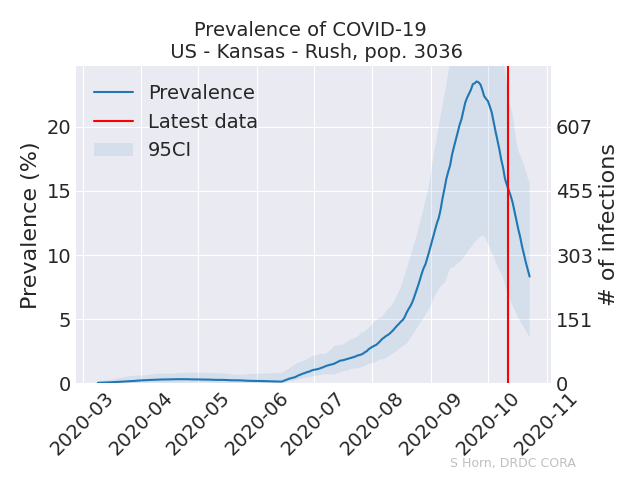 Prevalence of COVID-19
US - Kansas - Rush, pop. 3036
Prevalence
Latest data
95CI
Prevalence (%)
20
15
10
5
0
607
455
303
151
0
# of infections
2020-03
2020-04
2020-05
2020-06
2020-07
2020-08
2020-09
2020-10
2020-11
S Horn, DRDC CORA